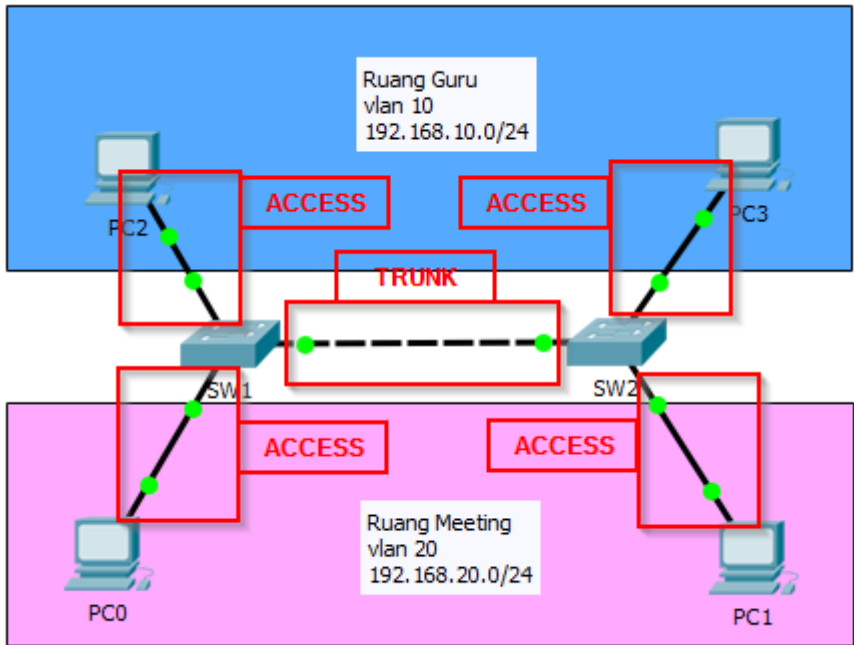 Ruang Guru
vlan 10
192.168.10.0/24
ACCESS
ACCESS
PC2
PC3
TRUNK
SW1
SW2
ACCESS
ACCESS
Ruang Meeting
vlan 20
192.168.20.0/24
PC0
PC1